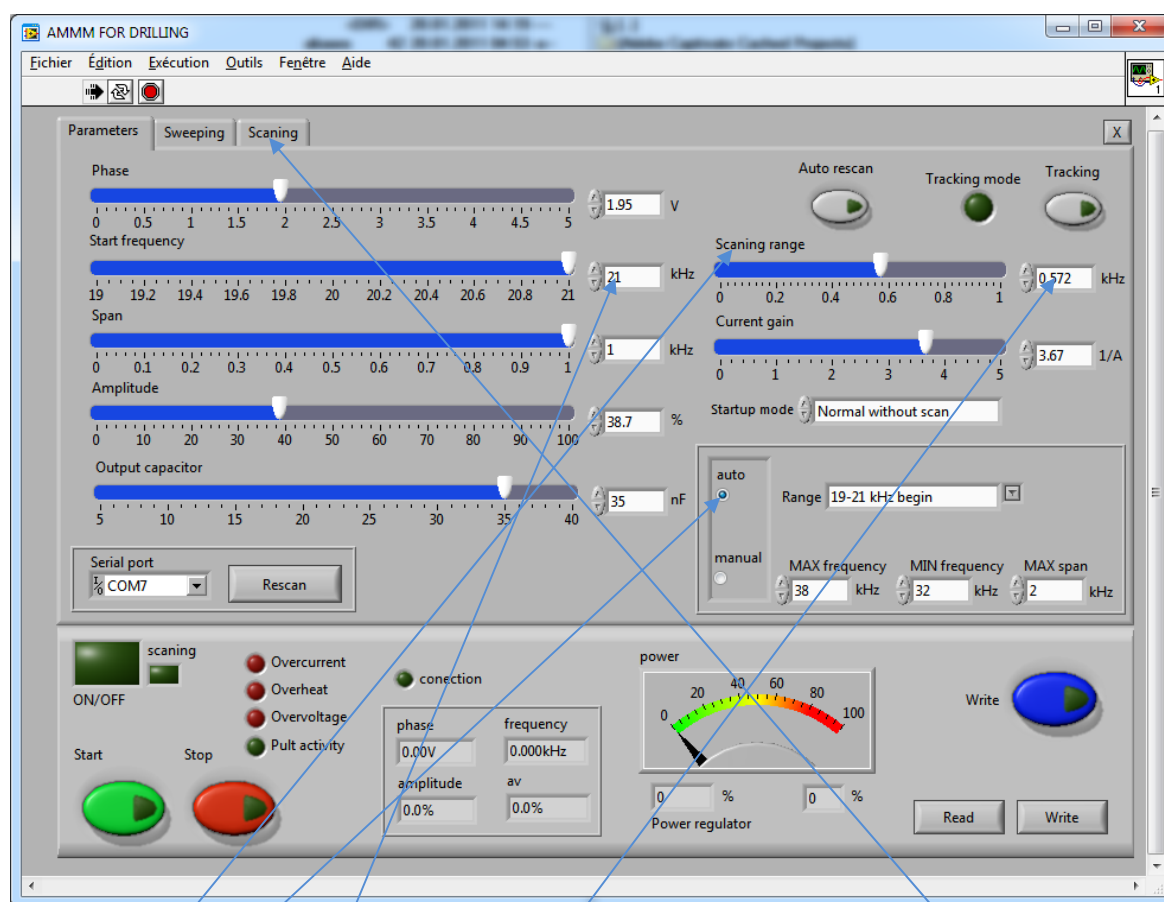 AMMM FOR DRILLING
Fichier Édition Exécution Outils Fenêtre Aide
1
Parameters Sweeping Scaning X
Phase
1.95 V
0 0.5 1 1.5 2 2.5 3 3.5 4 4.5 5
Start frequency
21 kHz
19 19.2 19.4 19.6 19.8 20 20.2 20.4 20.6 20.8 21
Span
1 kHz
0 0.1 0.2 0.3 0.4 0.5 0.6 0.7 0.8 0.9 1
Amplitude
38.7 %
0 10 20 30 40 50 60 70 80 90 100
Output capacitor
35 nF
5 10 15 20 25 30 35 40
Serial port
COM7 Rescan
Auto rescan Tracking mode Tracking
Scaning range
0.572 kHz
0 0.2 0.4 0.6 0.8 1
Current gain
3.67 1/A
0 1 2 3 4 5
Startup mode Normal without scan
auto
Range 19-21 kHz begin
manual
MAX frequency MIN frequency MAX span
38 kHz 32 kHz 2 kHz
scaning
ON/OFF
Overcurrent
Overheat
Overvoltage
Pult activity
Start Stop
conection
phase frequency
0.00V 0.000kHz
amplitude av
0.0% 0.0%
power
0 20 40 60 80 100
0 % 0 %
Power regulator
Write
Read Write